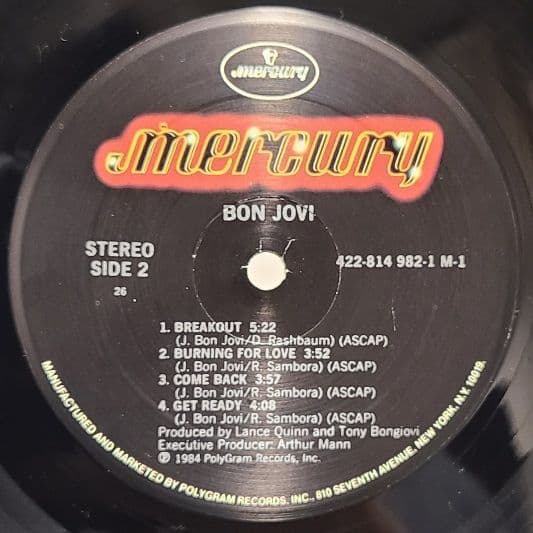 mercury
mercury
BON JOVI
STEREO
SIDE 2
26
422-814 982-1 M-1
1. BREAKOUT 5:22
(J. Bon Jovi/D. Rashbaum) (ASCAP)
2. BURNING FOR LOVE 3:52
(J. Bon Jovi/R. Sambora) (ASCAP)
3. COME BACK 3:57
(J. Bon Jovi/R. Sambora) (ASCAP)
4. GET READY 4:08
(J. Bon Jovi/R. Sambora) (ASCAP)
Produced by Lance Quinn and Tony Bongiovi
Executive Producer: Arthur Mann
℗ 1984 PolyGram Records, Inc.
MANUFACTURED AND MARKETED BY POLYGRAM RECORDS, INC., 810 SEVENTH AVENUE, NEW YORK, N.Y. 10019.